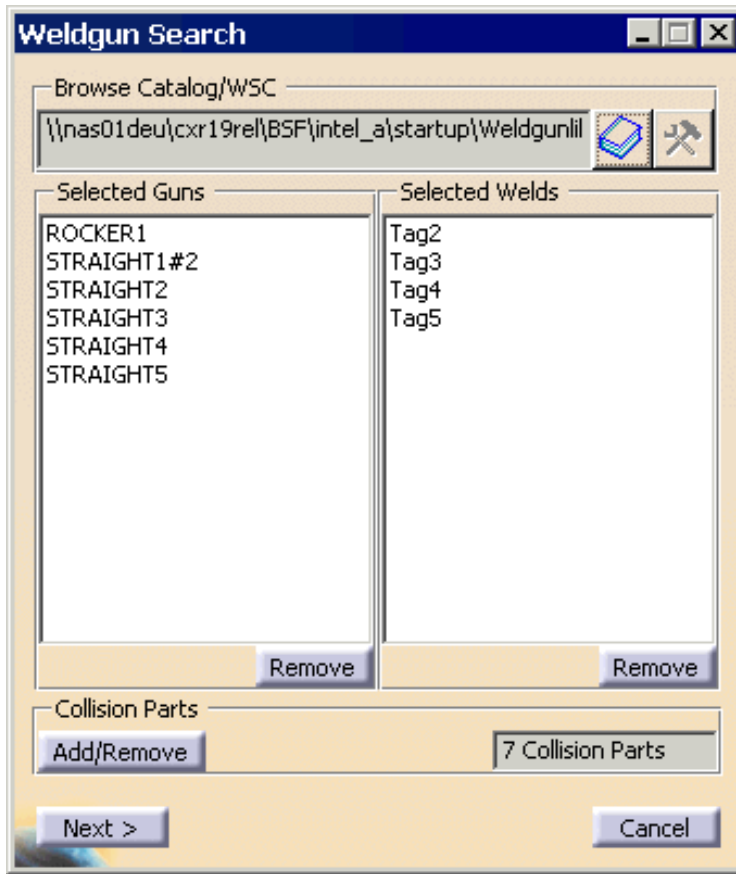 Weldgun Search
Browse Catalog/WSC
\\nas01deu\cxr19rel\BSF\intel_a\startup\Weldgunlil
Selected Guns
ROCKER1
STRAIGHT1#2
STRAIGHT2
STRAIGHT3
STRAIGHT4
STRAIGHT5
Remove
Selected Welds
Tag2
Tag3
Tag4
Tag5
Remove
Collision Parts
Add/Remove
7 Collision Parts
Next >
Cancel